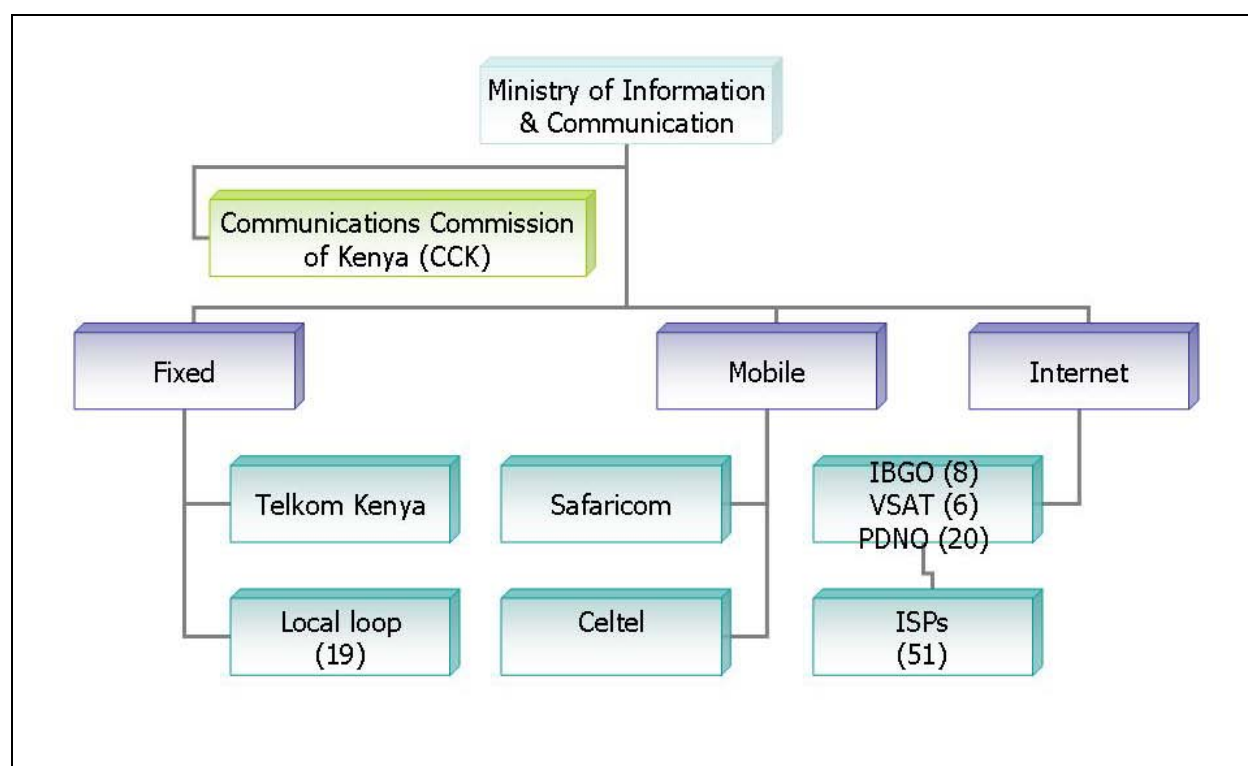 Ministry of Information
& Communication
Communications Commission
of Kenya (CCK)
Fixed
Mobile
Internet
Telkom Kenya
Safaricom
IBGO (8)
VSAT (6)
PDNO (20)
Local loop
(19)
Celtel
ISPs
(51)